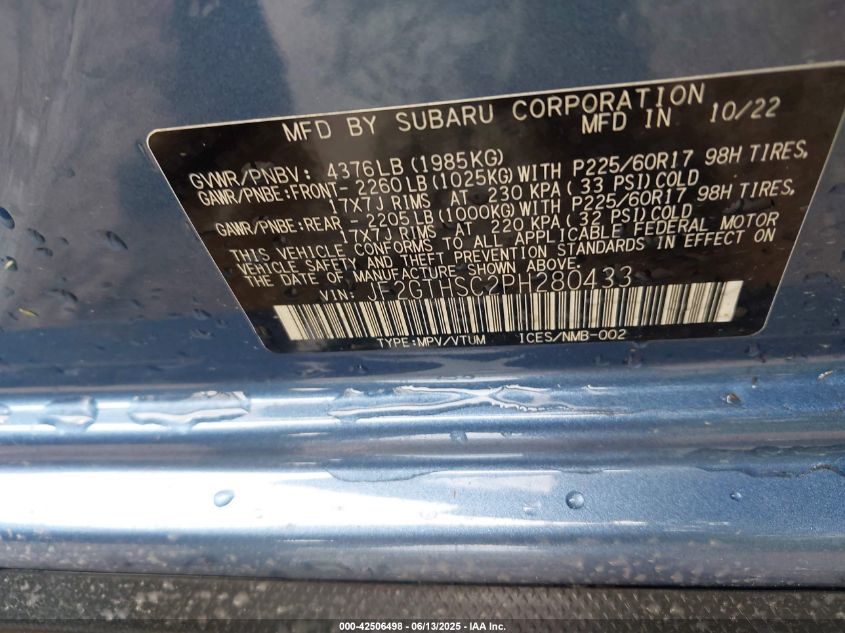 MFD BY SUBARU CORPORATION
MFD IN 10/22
GVWR/PNBV: 4376LB(1985KG)
GAWR/PNBE:FRONT- 2260LB(1025KG)WITH P225/60R17 98H TIRES,
17X7J RIMS AT 230 KPA( 33 PSI)COLD
GAWR/PNBE: REAR - 2205LB(1000KG)WITH P225/60R17 98H TIRES,
17X7J RIMS AT 220 KPA( 32 PSI)COLD
THIS VEHICLE CONFORMS TO ALL APPLICABLE FEDERAL MOTOR
VEHICLE SAFETY AND THEFT PREVENTION STANDARDS IN EFFECT ON
THE DATE OF MANUFACTURE SHOWN ABOVE.
VIN: JF2GTHSC2PH280433
TYPE:MPV/VTUM ICES/NMB-002
000-42506498 - 06/13/2025 - IAA Inc.